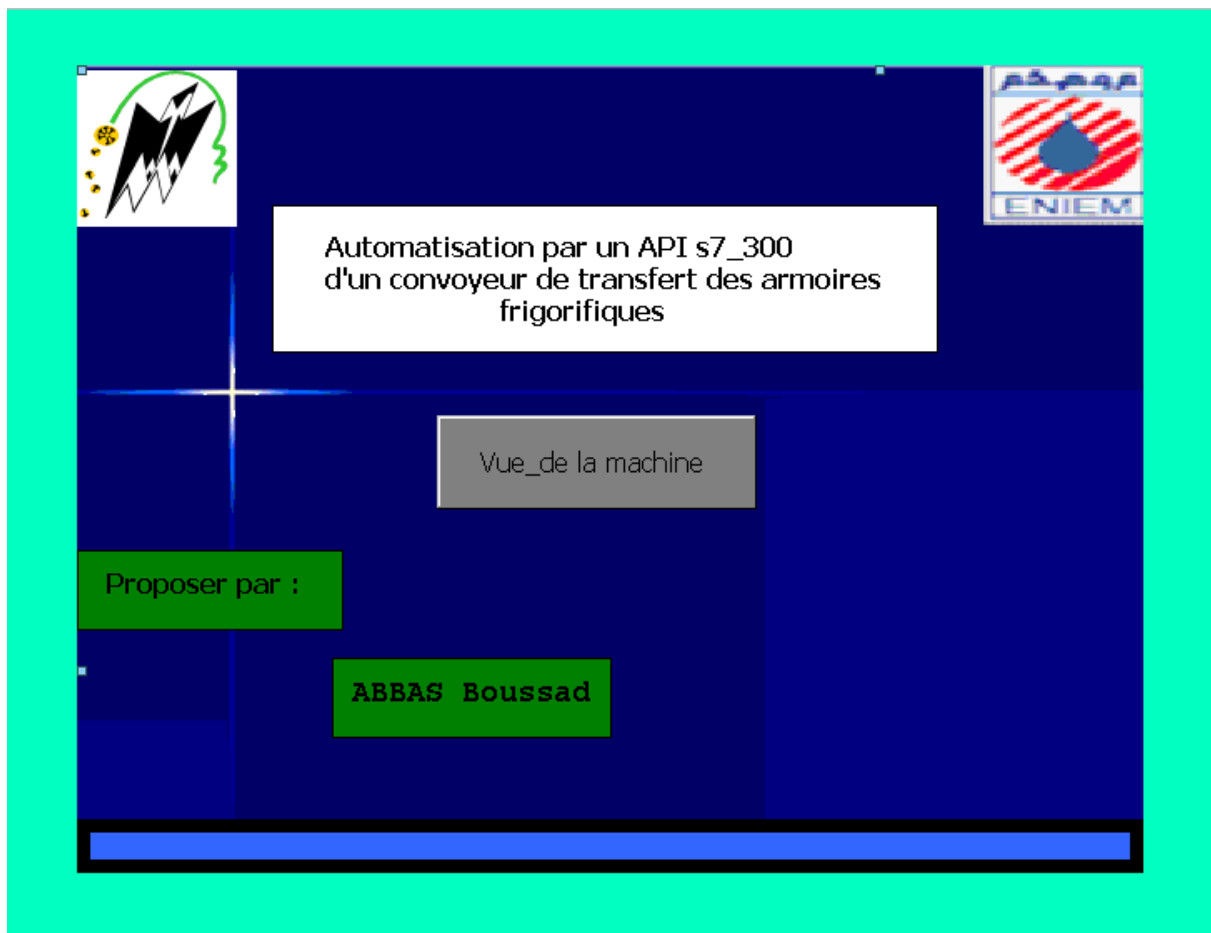 ENIEM
Automatisation par un API s7_300
d'un convoyeur de transfert des armoires
frigorifiques
Vue_de la machine
Proposer par :
ABBAS Boussad